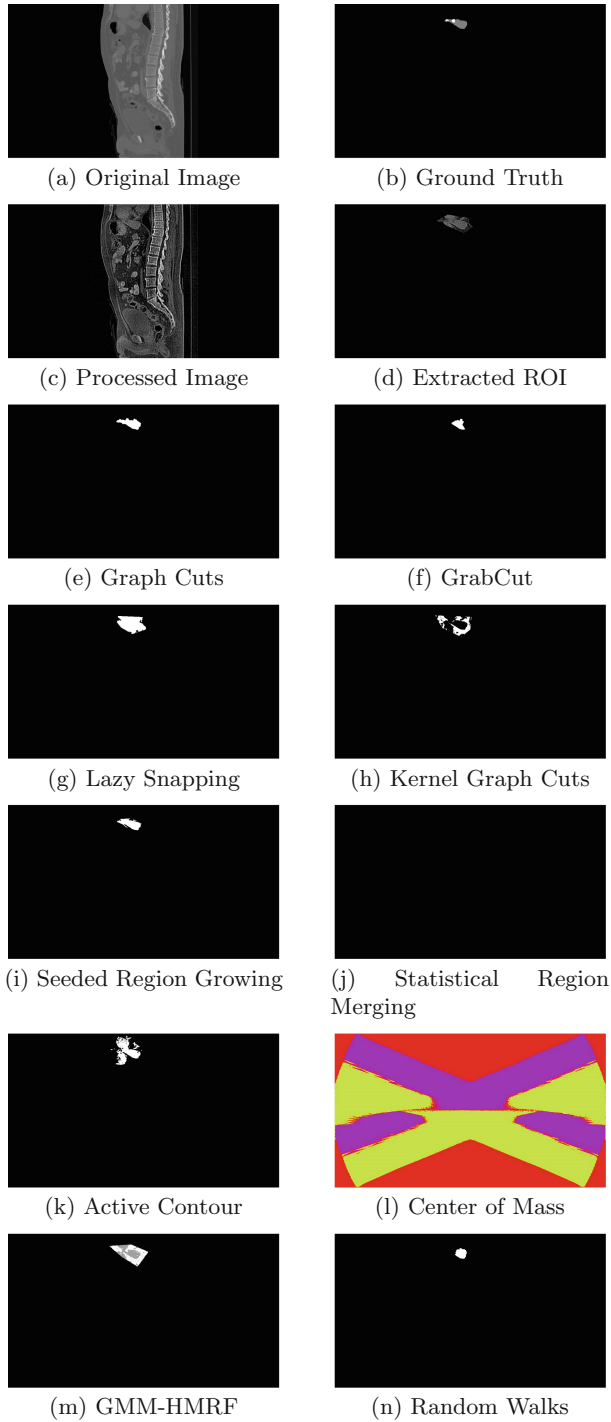 (a) Original Image
(b) Ground Truth
(c) Processed Image
(d) Extracted ROI
(e) Graph Cuts
(f) GrabCut
(g) Lazy Snapping
(h) Kernel Graph Cuts
(i) Seeded Region Growing
(j) Statistical Region
Merging
(k) Active Contour
(l) Center of Mass
(m) GMM-HMRF
(n) Random Walks